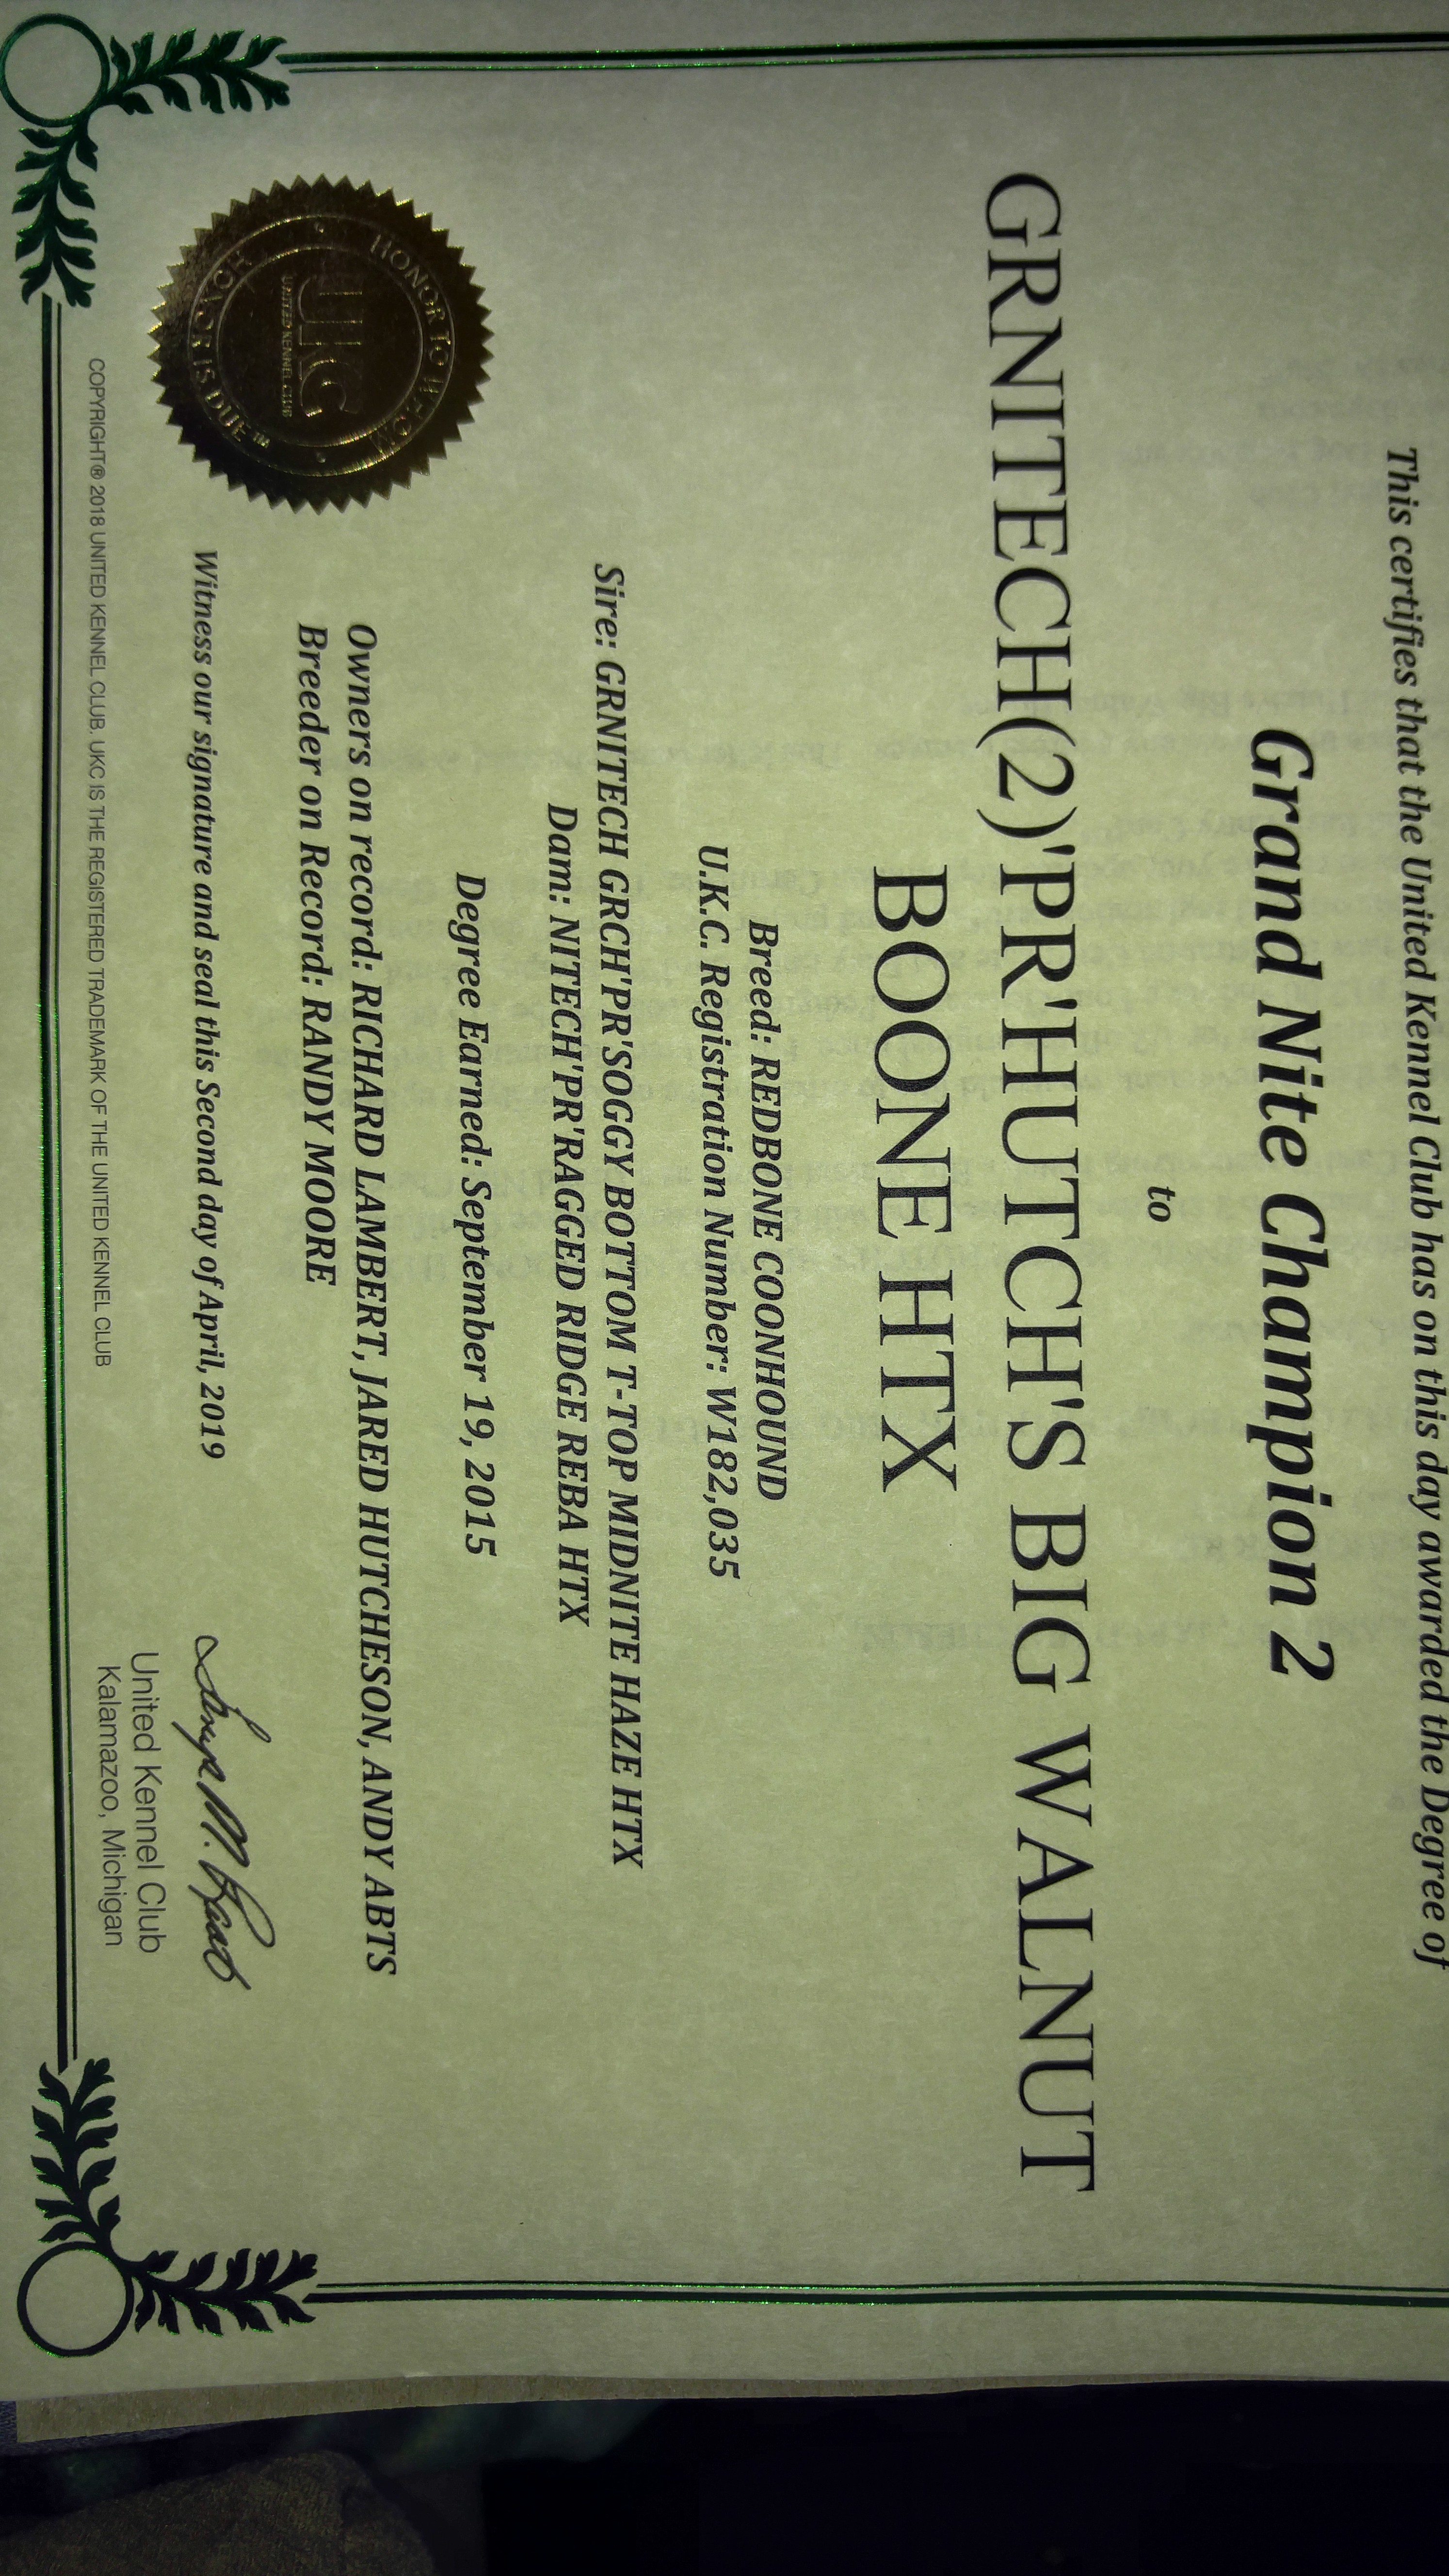 This certifies that the United Kennel Club has on this day awarded the Degree of
Grand Nite Champion 2
to
GRNITECH(2)'PR'HUTCH'S BIG WALNUT
BOONE HTX
Breed: REDBONE COONHOUND
U.K.C. Registration Number: W182,035
Sire: GRNITECH GRCH'PR'SOGGY BOTTOM T-TOP MIDNITE HAZE HTX
Dam: NITECH'PR'RAGGED RIDGE REBA HTX
Degree Earned: September 19, 2015
Owners on record: RICHARD LAMBERT, JARED HUTCHESON, ANDY ABTS
Breeder on Record: RANDY MOORE
Witness our signature and seal this Second day of April, 2019
HONOR TO WHOM
UKC
UNITED KENNEL CLUB
HONOR IS DUE™
United Kennel Club
Kalamazoo, Michigan
COPYRIGHT® 2018 UNITED KENNEL CLUB. UKC IS THE REGISTERED TRADEMARK OF THE UNITED KENNEL CLUB